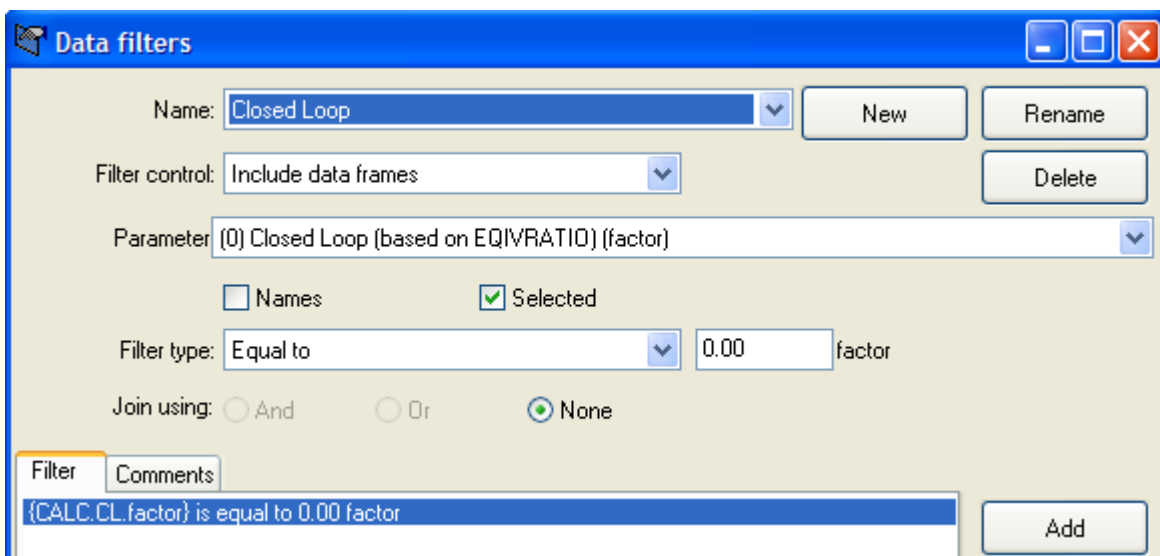 Data filters
Name: Closed Loop New Rename
Filter control: Include data frames Delete
Parameter (0) Closed Loop (based on EQIVRATIO) (factor)
Names Selected
Filter type: Equal to 0.00 factor
Join using: And Or None
Filter Comments
{CALC.CL.factor} is equal to 0.00 factor
Add